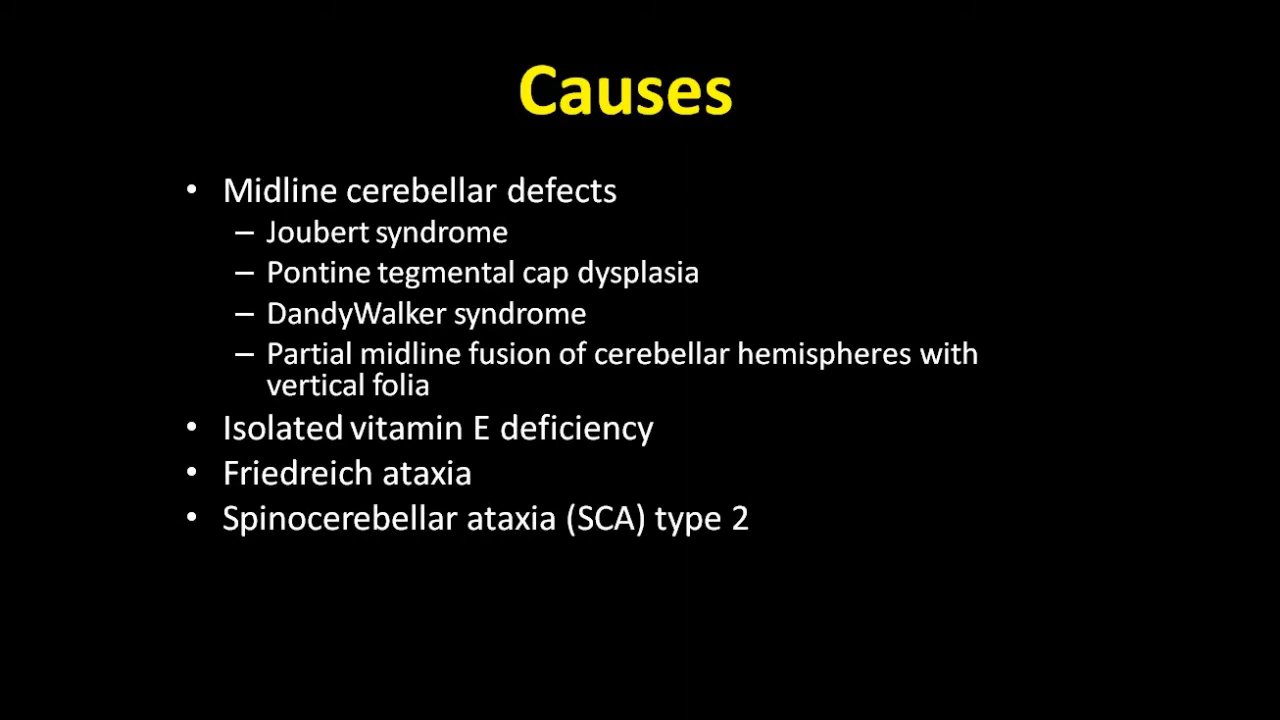 Causes
• Midline cerebellar defects
– Joubert syndrome
– Pontine tegmental cap dysplasia
– DandyWalker syndrome
– Partial midline fusion of cerebellar hemispheres with
vertical folia
• Isolated vitamin E deficiency
• Friedreich ataxia
• Spinocerebellar ataxia (SCA) type 2